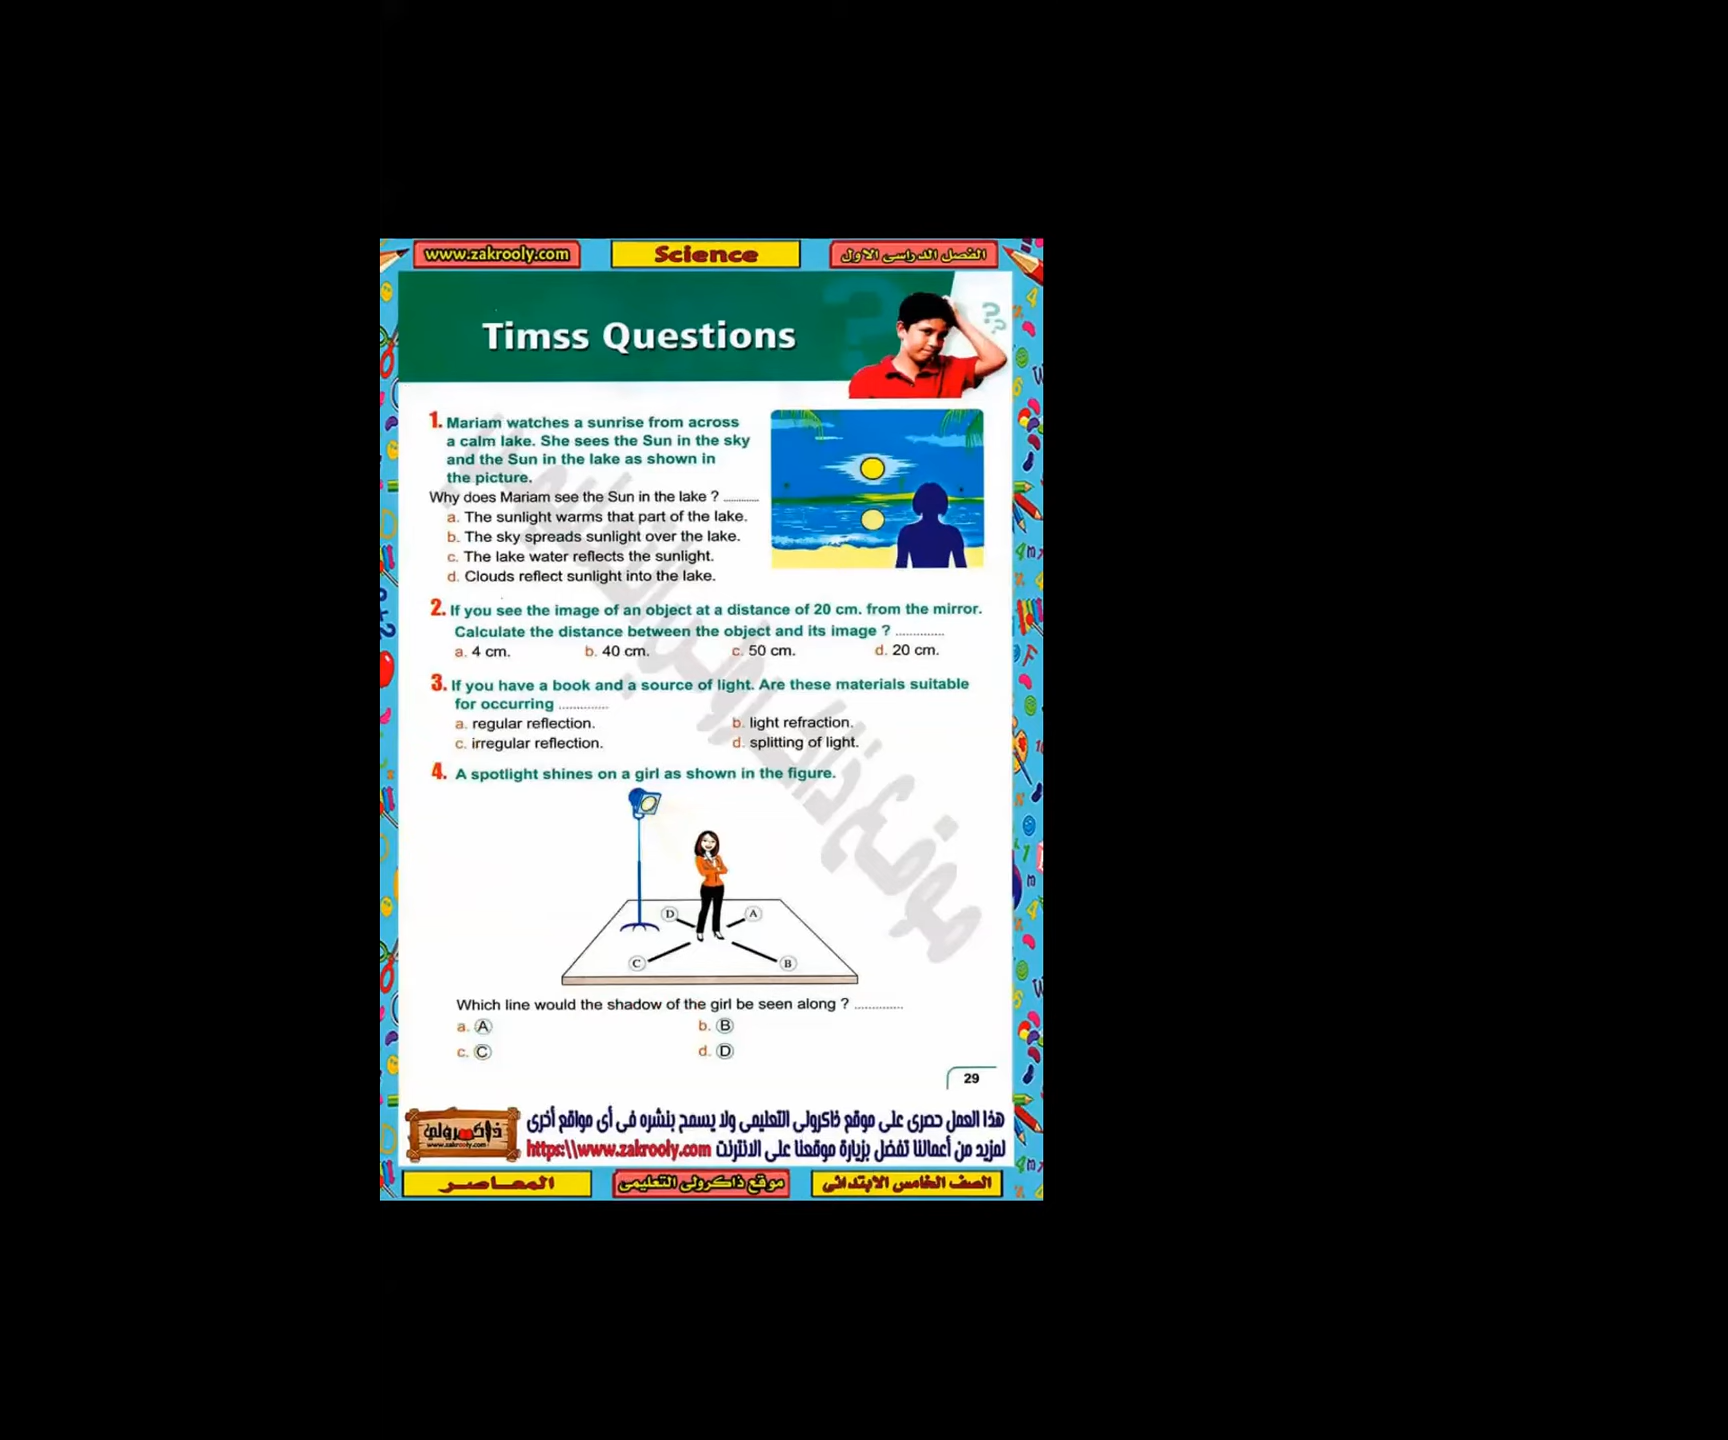 www.zakrooly.com
Science
الفصل الدراسى الاول
Timss Questions
1. Mariam watches a sunrise from across
a calm lake. She sees the Sun in the sky
and the Sun in the lake as shown in
the picture.
Why does Mariam see the Sun in the lake ? ............
a. The sunlight warms that part of the lake.
b. The sky spreads sunlight over the lake.
c. The lake water reflects the sunlight.
d. Clouds reflect sunlight into the lake.
2. If you see the image of an object at a distance of 20 cm. from the mirror.
Calculate the distance between the object and its image ? ............
a. 4 cm. b. 40 cm. c. 50 cm. d. 20 cm.
3. If you have a book and a source of light. Are these materials suitable
for occurring ............
a. regular reflection. b. light refraction.
c. irregular reflection. d. splitting of light.
4. A spotlight shines on a girl as shown in the figure.
D A
C B
Which line would the shadow of the girl be seen along ? ............
a. A b. B
c. C d. D
29
هذا العمل حصرى على موقع ذاكرولى التعليمى ولا يسمح بنشره فى أى مواقع أخرى
لمزيد من أعمالنا تفضل بزيارة موقعنا على الانترنت https:\\www.zakrooly.com
ذاكرولى
www.zakrooly.com
المعاصر
موقع ذاكرولى التعليمى
الصف الخامس الابتدائى